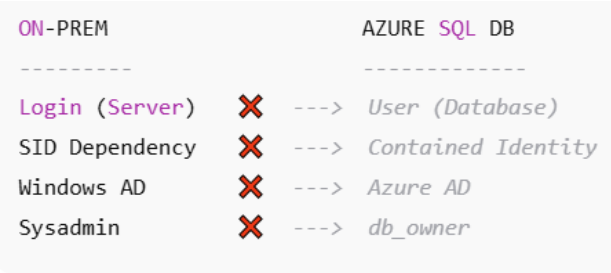 ON-PREM AZURE SQL DB
--------- -------------
Login (Server) ❌ ---> User (Database)
SID Dependency ❌ ---> Contained Identity
Windows AD ❌ ---> Azure AD
Sysadmin ❌ ---> db_owner